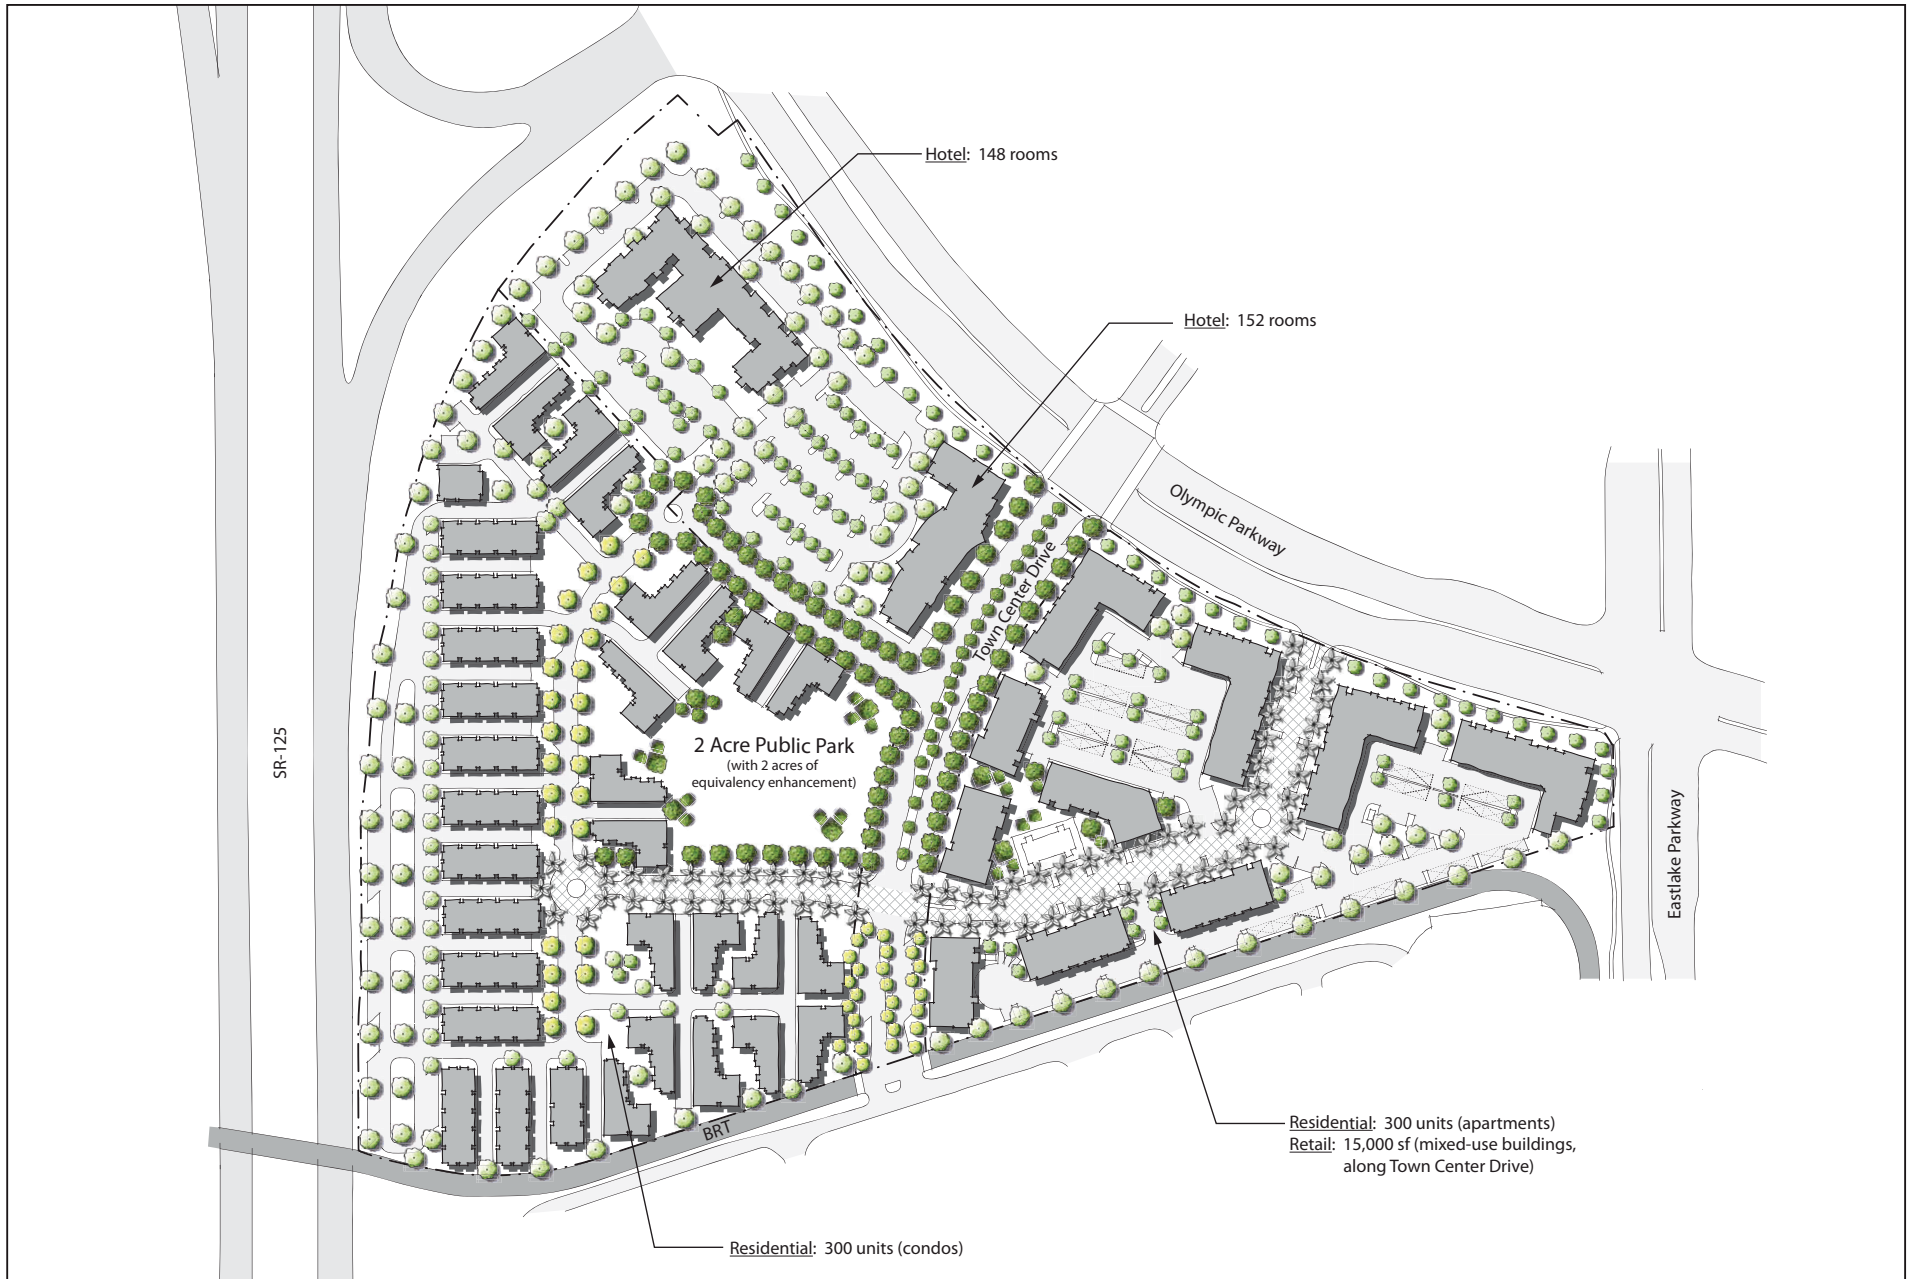 Hotel: 148 rooms
Hotel: 152 rooms
Olympic Parkway
Town Center Drive
SR-125
2 Acre Public Park
(with 2 acres of
equivalency enhancement)
Eastlake Parkway
BRT
Residential: 300 units (apartments)
Retail: 15,000 sf (mixed-use buildings,
along Town Center Drive)
Residential: 300 units (condos)